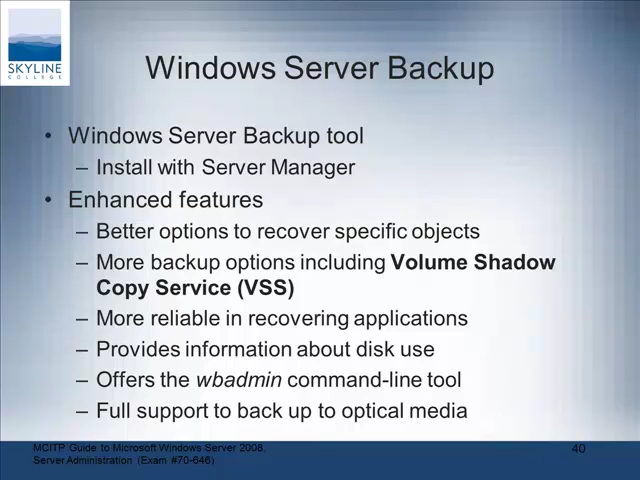 SKYLINE
COLLEGE
Windows Server Backup
• Windows Server Backup tool
– Install with Server Manager
• Enhanced features
– Better options to recover specific objects
– More backup options including Volume Shadow
Copy Service (VSS)
– More reliable in recovering applications
– Provides information about disk use
– Offers the wbadmin command-line tool
– Full support to back up to optical media
MCITP Guide to Microsoft Windows Server 2008,
Server Administration (Exam #70-646)
40